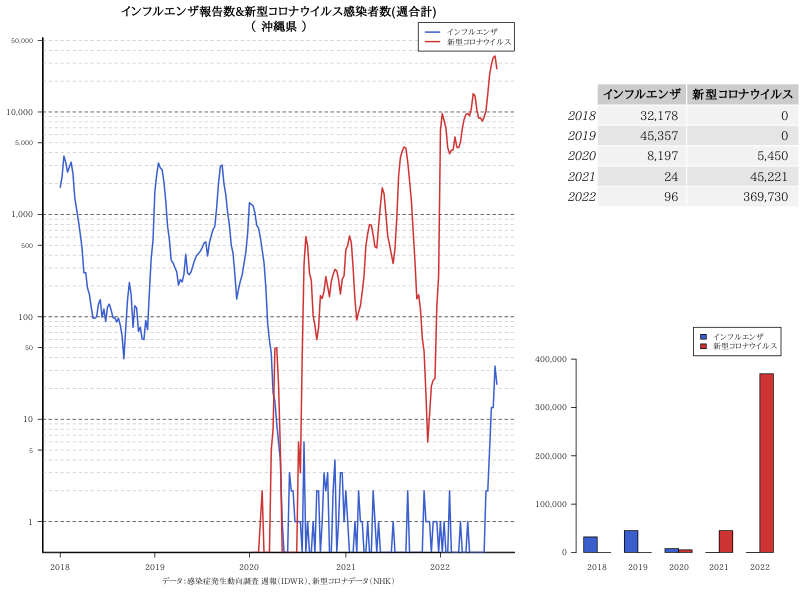 インフルエンザ報告数&新型コロナウイルス感染者数(週合計)
( 沖縄県 )
インフルエンザ
新型コロナウイルス
50,000
10,000
5,000
1,000
500
100
50
10
5
1
2018 2019 2020 2021 2022
データ:感染症発生動向調査 週報(IDWR)、新型コロナデータ(NHK)
インフルエンザ 新型コロナウイルス
2018 32,178 0
2019 45,357 0
2020 8,197 5,450
2021 24 45,221
2022 96 369,730
インフルエンザ
新型コロナウイルス
400,000
300,000
200,000
100,000
0
2018 2019 2020 2021 2022